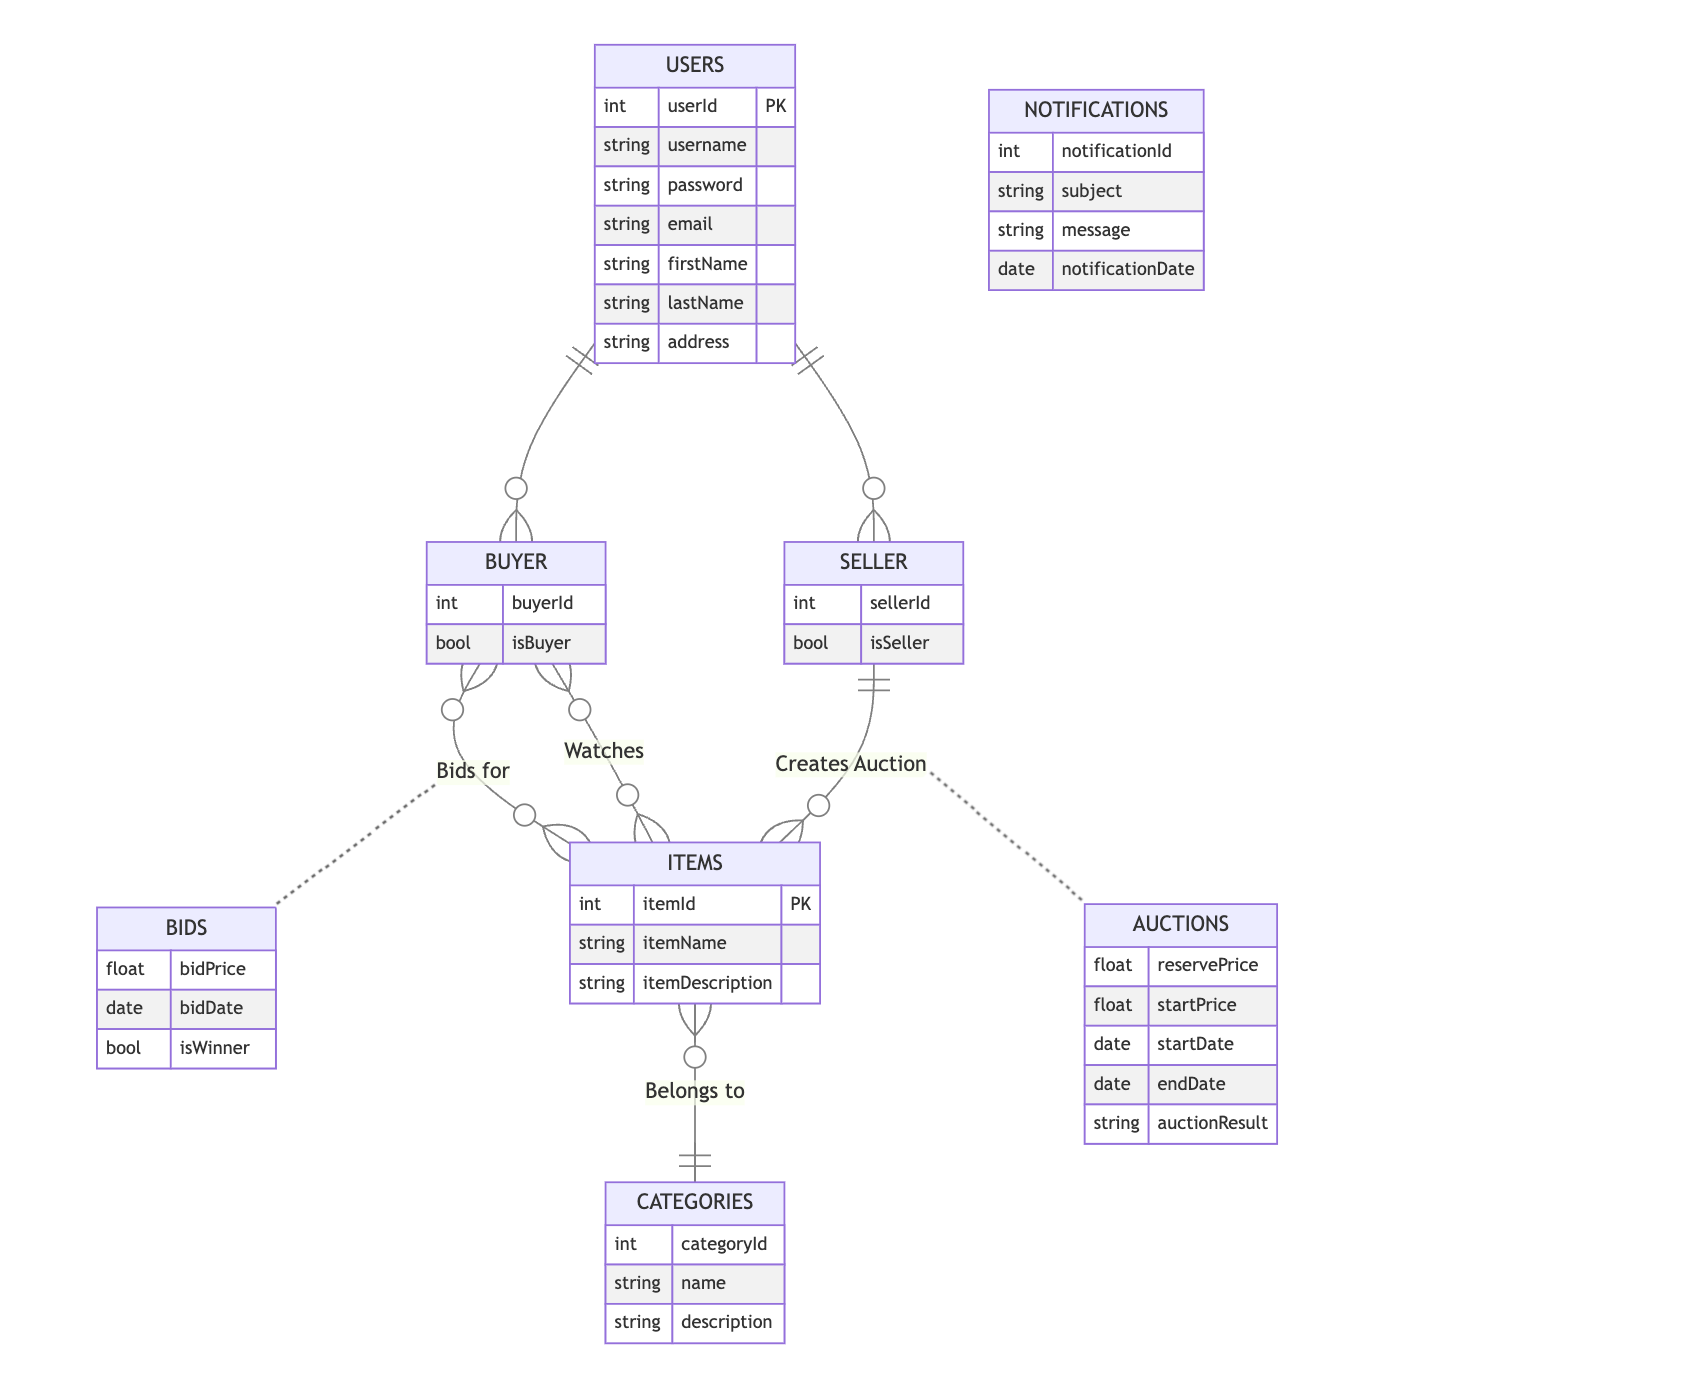 USERS
int userId PK
string username
string password
string email
string firstName
string lastName
string address
NOTIFICATIONS
int notificationId
string subject
string message
date notificationDate
BUYER
int buyerId
bool isBuyer
SELLER
int sellerId
bool isSeller
Watches
Bids for
Creates Auction
ITEMS
int itemId PK
string itemName
string itemDescription
BIDS
float bidPrice
date bidDate
bool isWinner
AUCTIONS
float reservePrice
float startPrice
date startDate
date endDate
string auctionResult
Belongs to
CATEGORIES
int categoryId
string name
string description